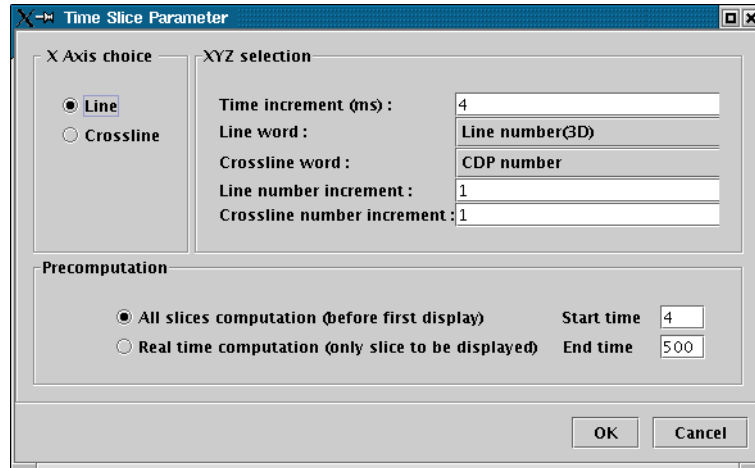 Time Slice Parameter
X Axis choice
Line
Crossline
XYZ selection
Time increment (ms) : 4
Line word : Line number(3D)
Crossline word : CDP number
Line number increment : 1
Crossline number increment : 1
Precomputation
All slices computation (before first display) Start time 4
Real time computation (only slice to be displayed) End time 500
OK Cancel